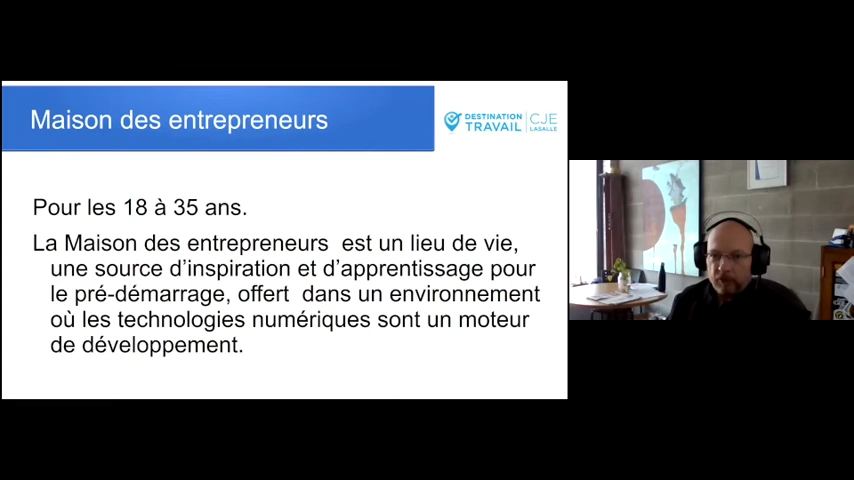 Maison des entrepreneurs
DESTINATION
TRAVAIL
CJE
LASALLE
Pour les 18 à 35 ans.
La Maison des entrepreneurs est un lieu de vie,
une source d'inspiration et d'apprentissage pour
le pré-démarrage, offert dans un environnement
où les technologies numériques sont un moteur
de développement.